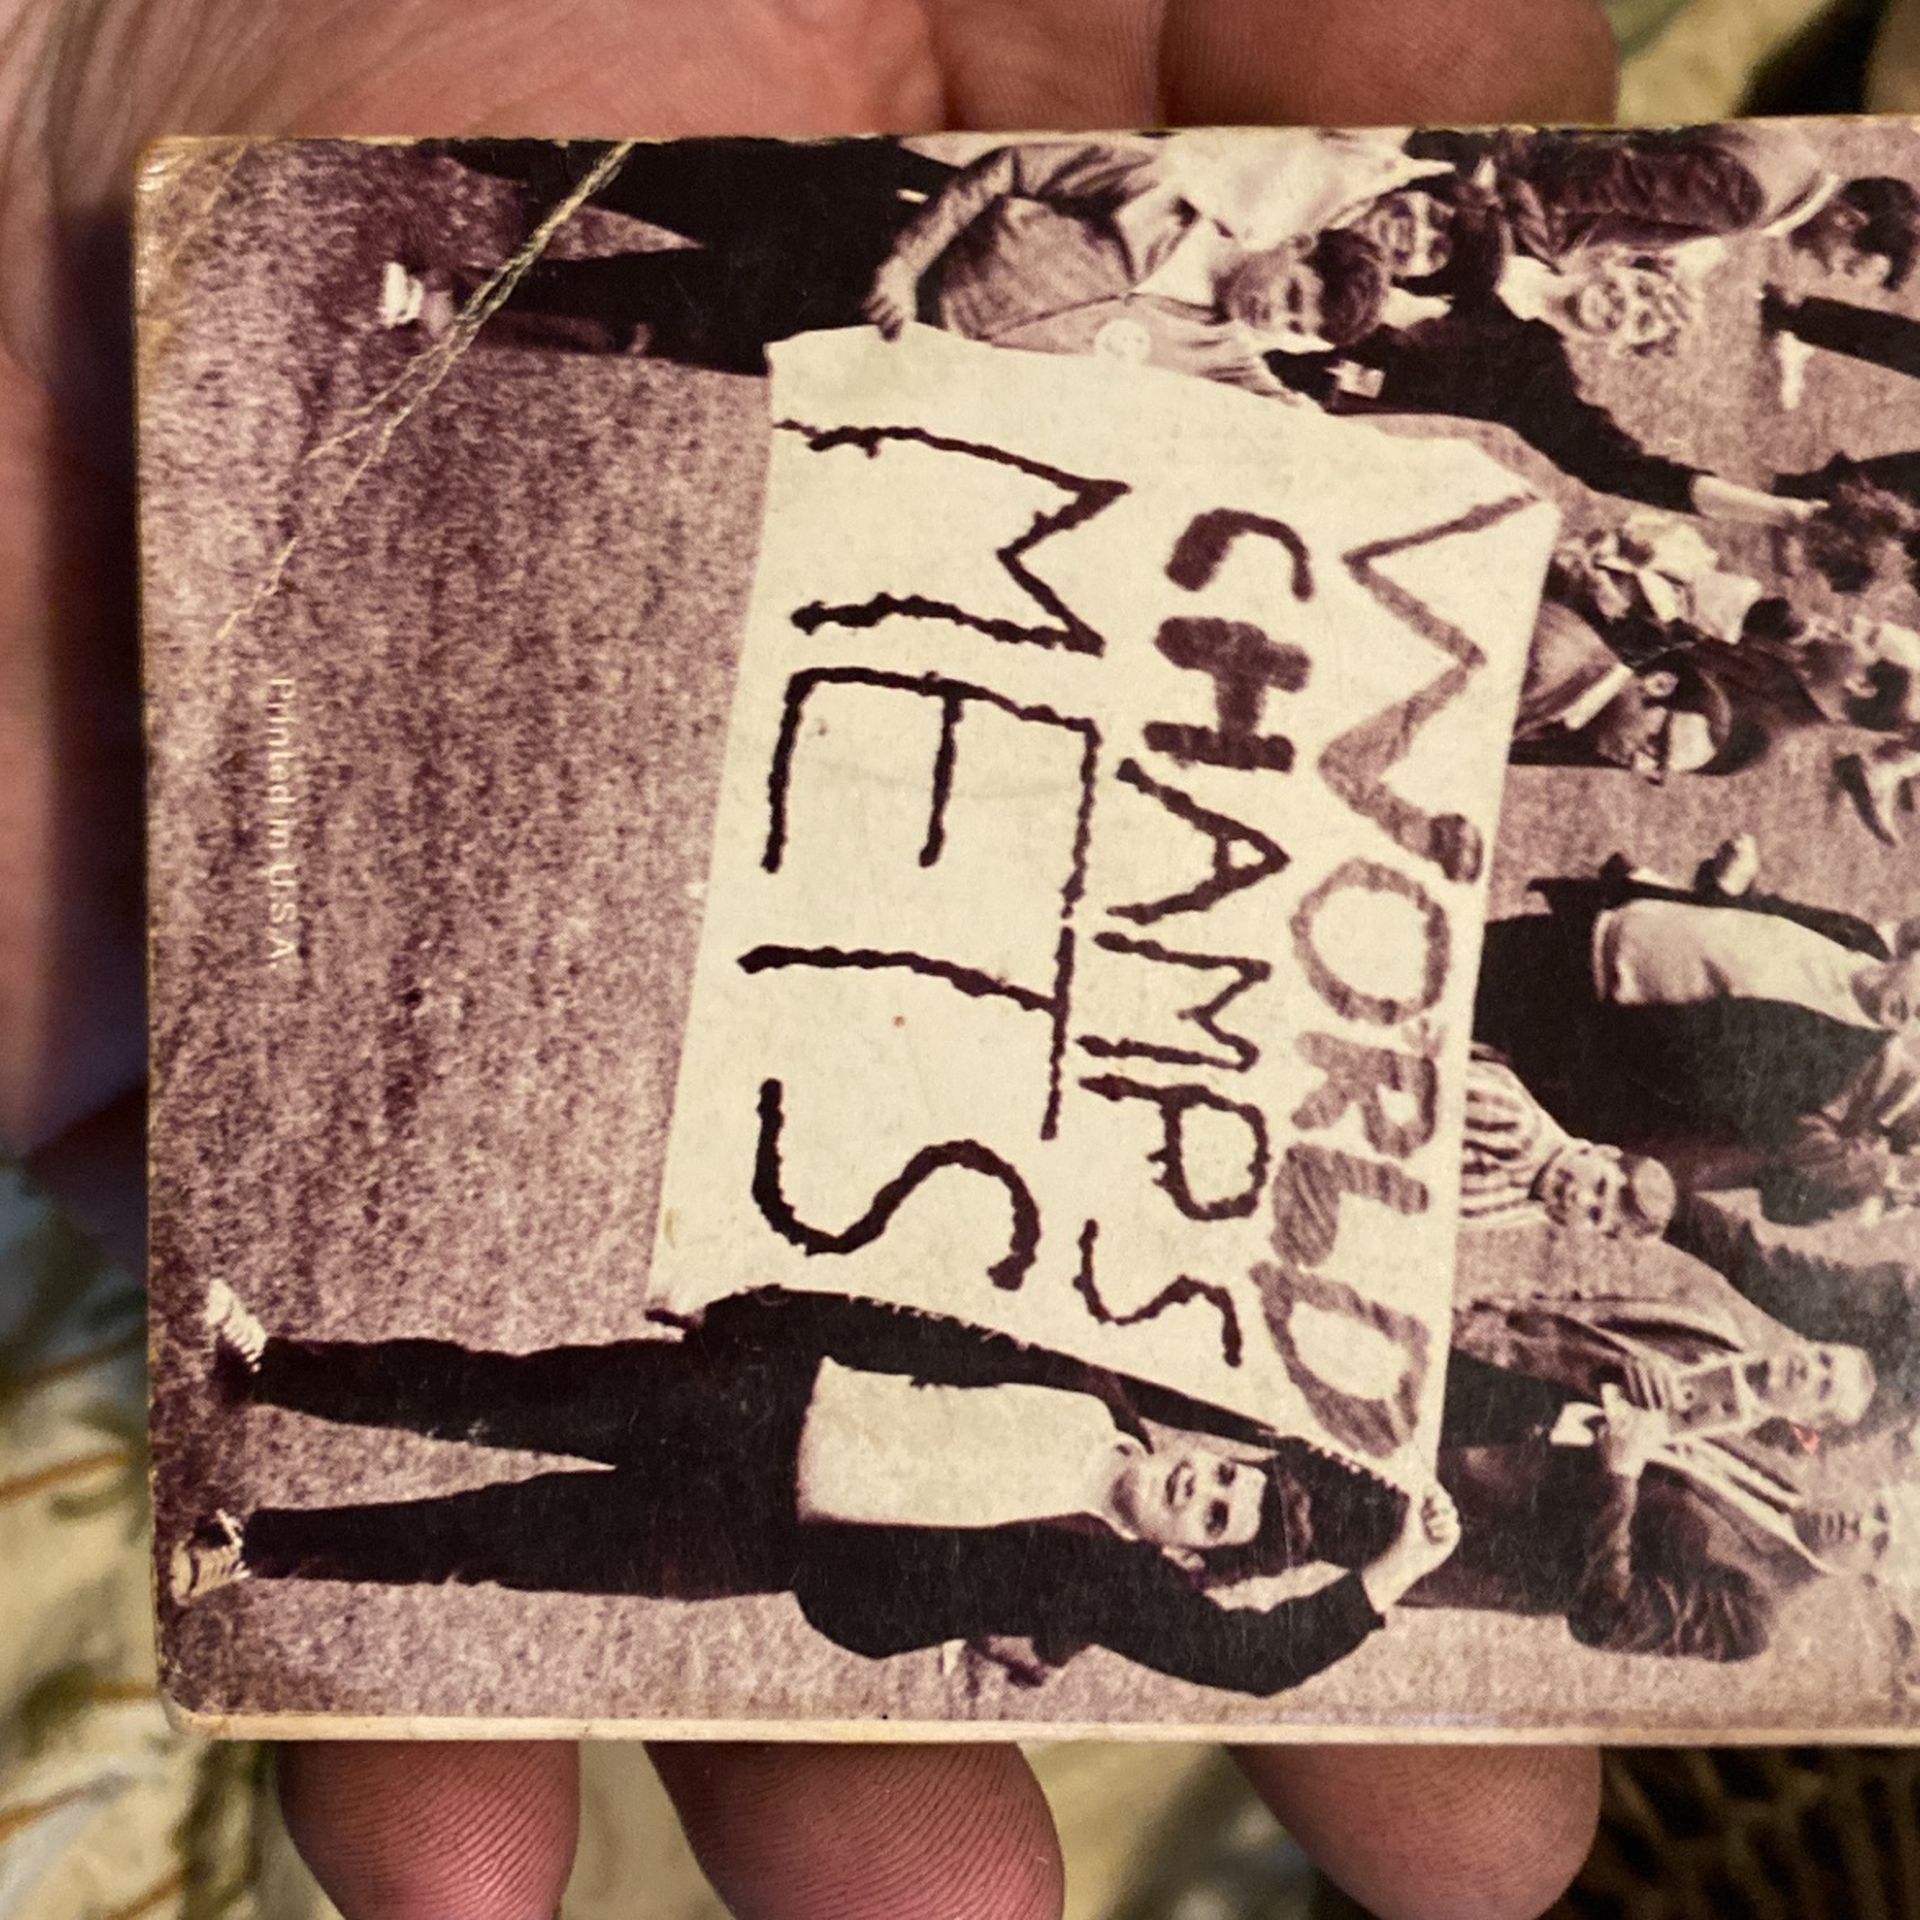 WORLD
CHAMPS
METS
Printed in U.S.A.